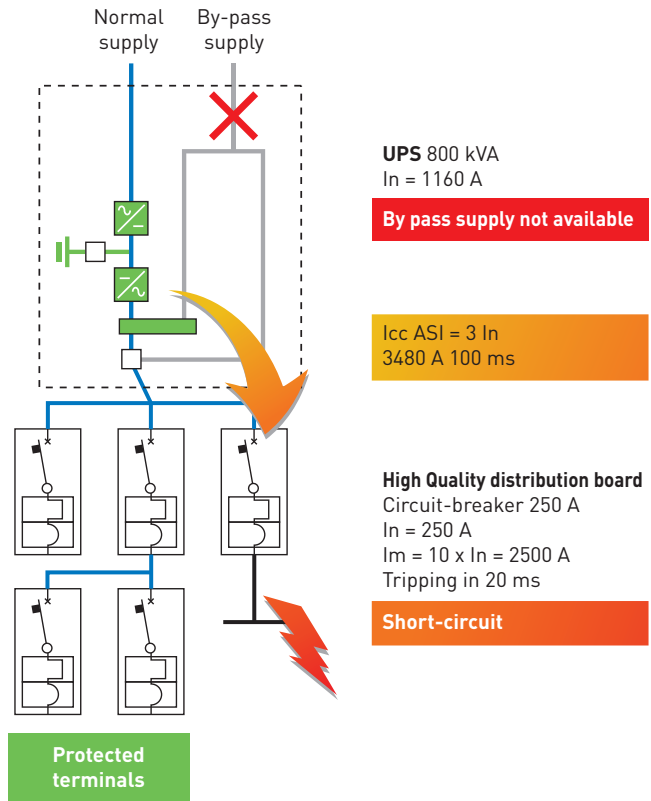 Normal
supply
By-pass
supply
UPS 800 kVA
In = 1160 A
By pass supply not available
Icc ASI = 3 In
3480 A 100 ms
High Quality distribution board
Circuit-breaker 250 A
In = 250 A
Im = 10 x In = 2500 A
Tripping in 20 ms
Short-circuit
Protected
terminals